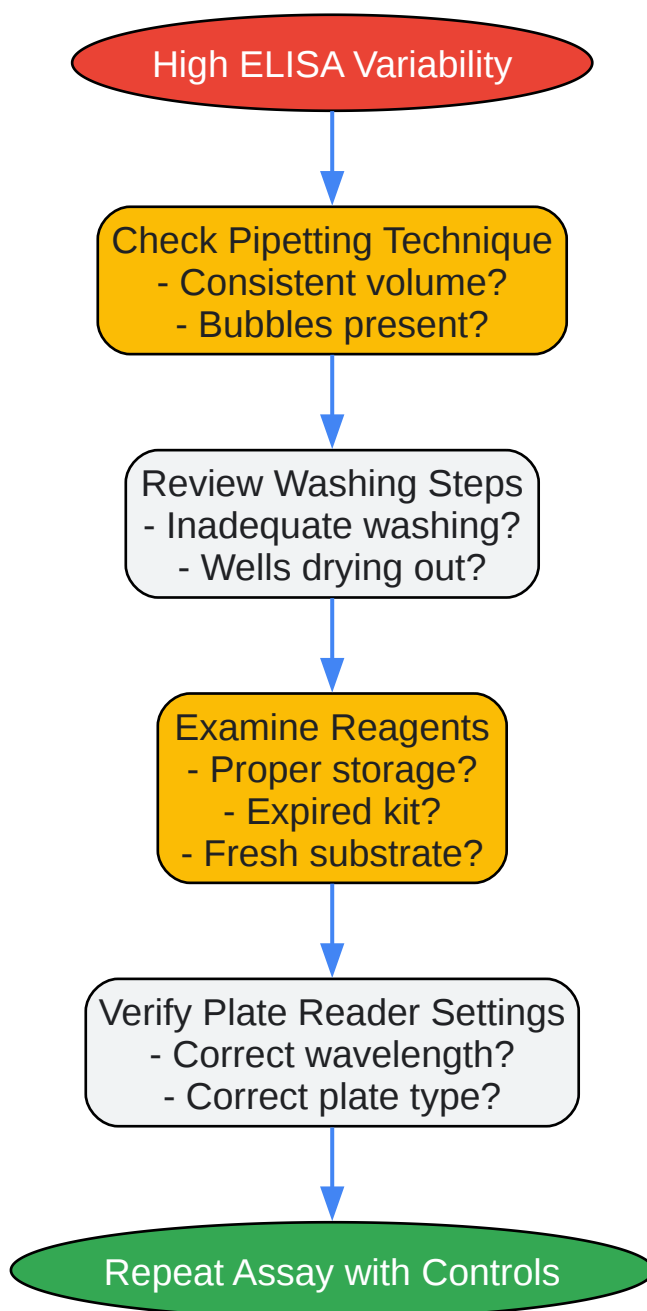 High ELISA Variability
Check Pipetting Technique
- Consistent volume?
- Bubbles present?
Review Washing Steps
- Inadequate washing?
- Wells drying out?
Examine Reagents
- Proper storage?
- Expired kit?
- Fresh substrate?
Verify Plate Reader Settings
- Correct wavelength?
- Correct plate type?
Repeat Assay with Controls